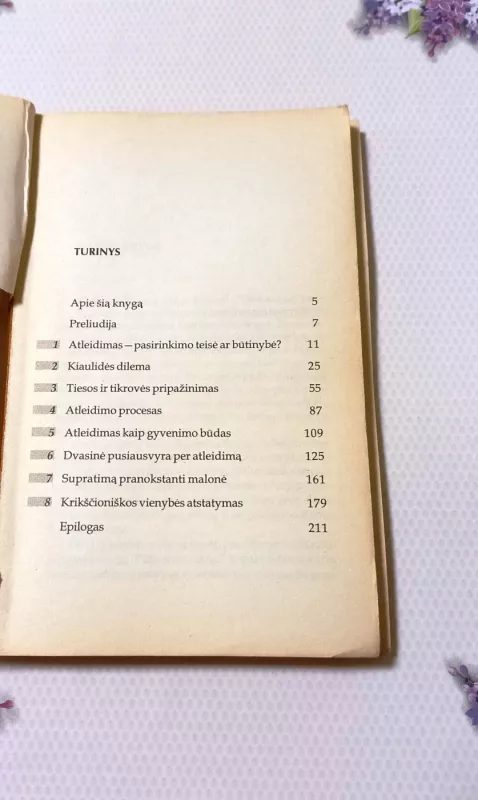 TURINYS
Apie šią knygą 5
Preliudija 7
1 Atleidimas – pasirinkimo teisė ar būtinybė? 11
2 Kiaulidės dilema 25
3 Tiesos ir tikrovės pripažinimas 55
4 Atleidimo procesas 87
5 Atleidimas kaip gyvenimo būdas 109
6 Dvasinė pusiausvyra per atleidimą 125
7 Supratimą pranokstanti malonė 161
8 Krikščioniškos vienybės atstatymas 179
Epilogas 211